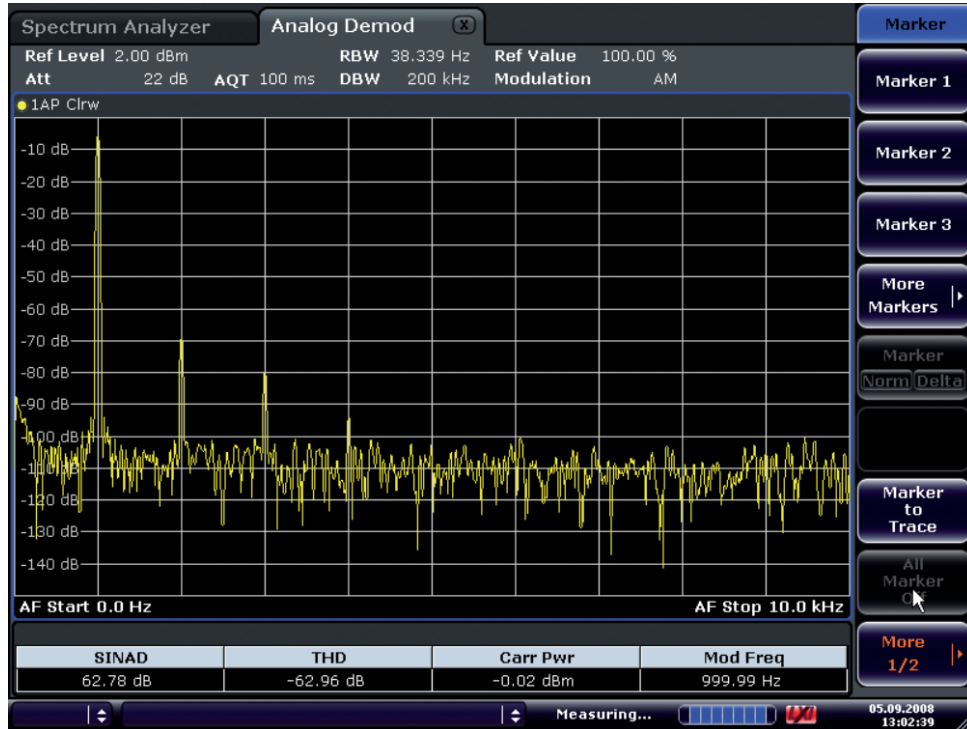 Spectrum Analyzer
Analog Demod
X
Marker
Ref Level 2.00 dBm RBW 38.339 Hz Ref Value 100.00 %
Att 22 dB AQT 100 ms DBW 200 kHz Modulation AM
1AP Clrw
-10 dB
-20 dB
-30 dB
-40 dB
-50 dB
-60 dB
-70 dB
-80 dB
-90 dB
-100 dB
-110 dB
-120 dB
-130 dB
-140 dB
AF Start 0.0 Hz
AF Stop 10.0 kHz
SINAD THD Carr Pwr Mod Freq
62.78 dB -62.96 dB -0.02 dBm 999.99 Hz
Measuring...
LXI
05.09.2008
13:02:39
Marker 1
Marker 2
Marker 3
More
Markers
Marker
Norm Delta
Marker
to
Trace
All
Marker
Off
More
1/2